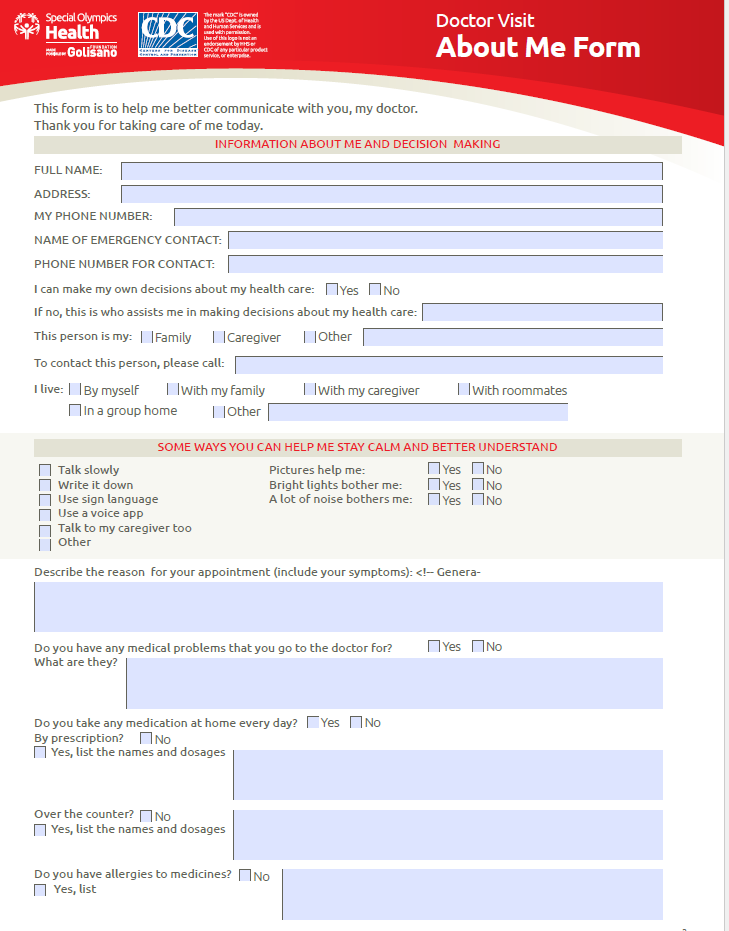 Special Olympics
Health
MADE POSSIBLE BY Golisano FOUNDATION
CDC
CENTERS FOR DISEASE
CONTROL AND PREVENTION
The mark "CDC" is owned
by the US Dept. of Health
and Human Services and is
used with permission.
Use of this logo is not an
endorsement by HHS or
CDC of any particular product
service, or enterprise.
Doctor Visit
About Me Form
This form is to help me better communicate with you, my doctor.
Thank you for taking care of me today.
INFORMATION ABOUT ME AND DECISION MAKING
FULL NAME:
ADDRESS:
MY PHONE NUMBER:
NAME OF EMERGENCY CONTACT:
PHONE NUMBER FOR CONTACT:
I can make my own decisions about my health care: Yes No
If no, this is who assists me in making decisions about my health care:
This person is my: Family Caregiver Other
To contact this person, please call:
I live: By myself With my family With my caregiver With roommates
In a group home Other
SOME WAYS YOU CAN HELP ME STAY CALM AND BETTER UNDERSTAND
Talk slowly Pictures help me: Yes No
Write it down Bright lights bother me: Yes No
Use sign language A lot of noise bothers me: Yes No
Use a voice app
Talk to my caregiver too
Other
Describe the reason for your appointment (include your symptoms): <!-- Genera-
Do you have any medical problems that you go to the doctor for? Yes No
What are they?
Do you take any medication at home every day? Yes No
By prescription? No
Yes, list the names and dosages
Over the counter? No
Yes, list the names and dosages
Do you have allergies to medicines? No
Yes, list